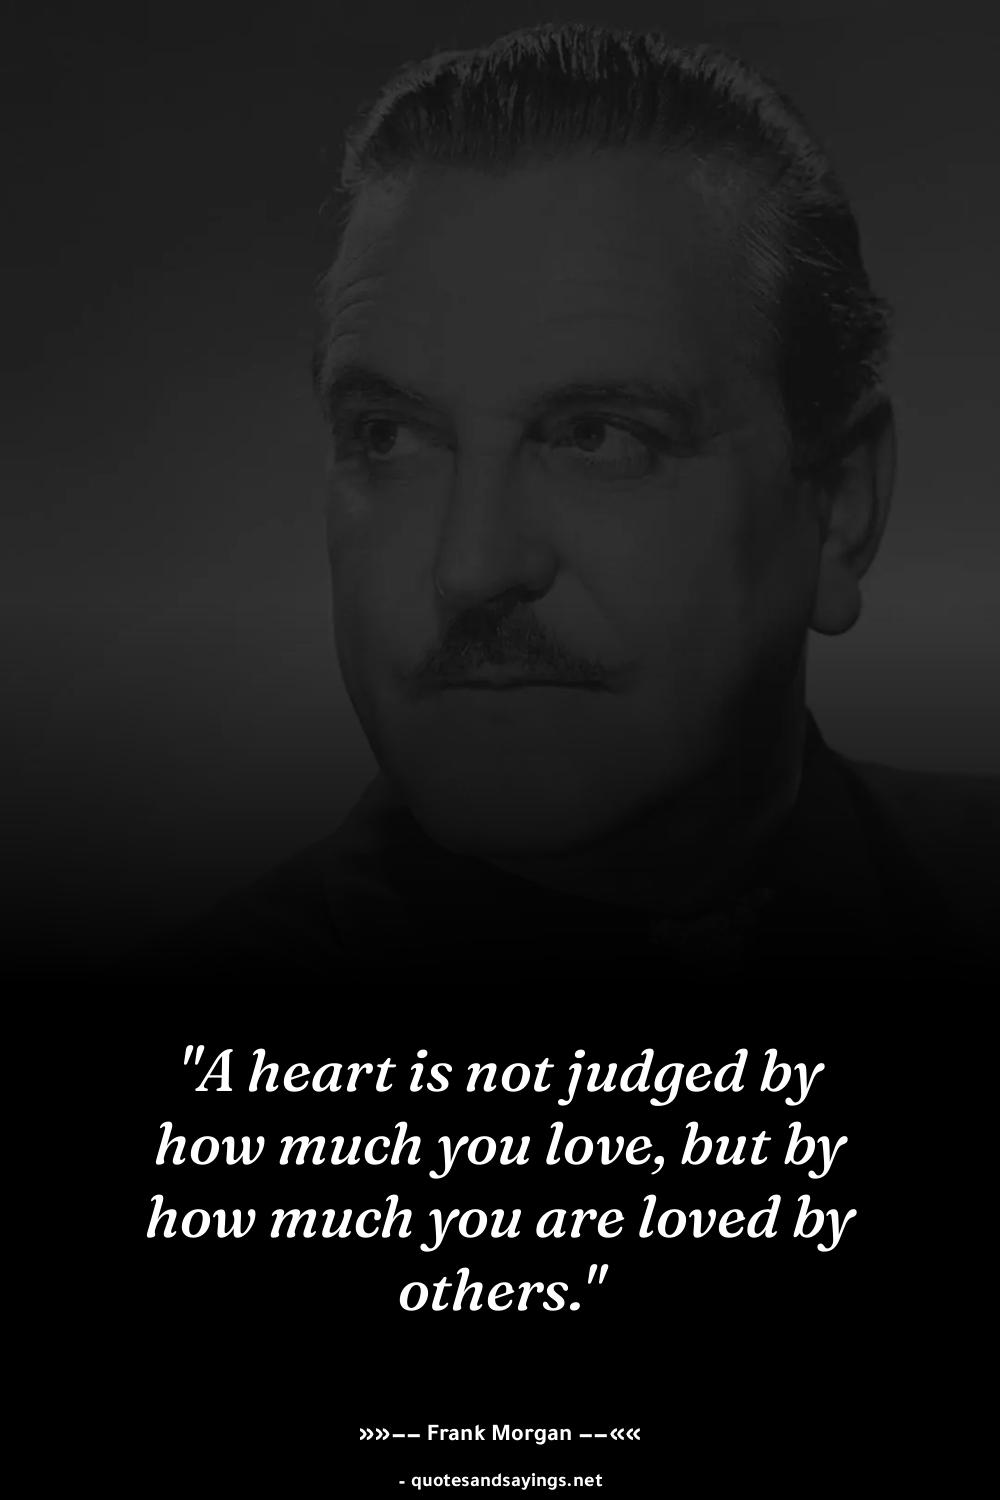 "A heart is not judged by
how much you love, but by
how much you are loved by
others."
»»–– Frank Morgan ––««
- quotesandsayings.net